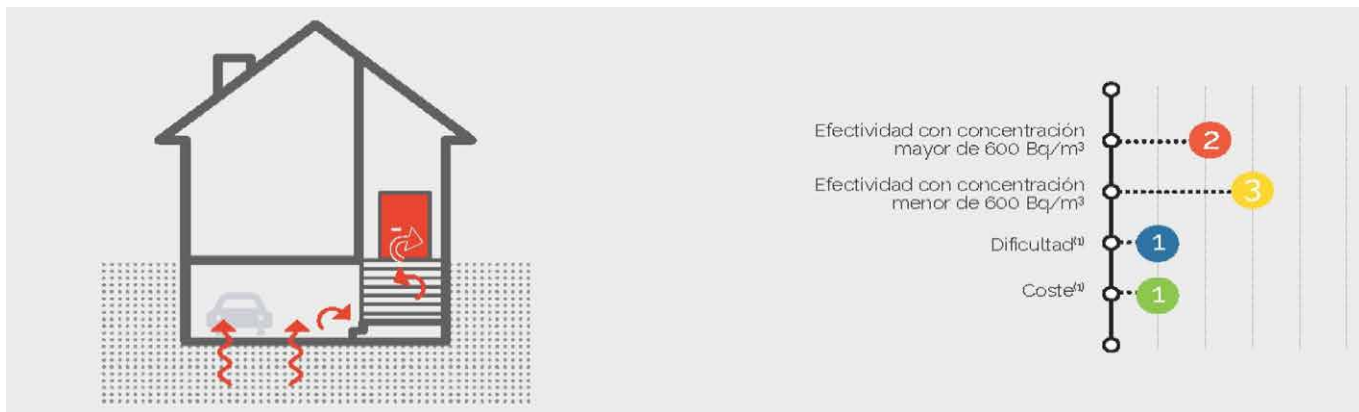 Efectividad con concentración
mayor de 600 Bq/m³
2
Efectividad con concentración
menor de 600 Bq/m³
3
Dificultad⁽¹⁾
1
Coste⁽¹⁾
1